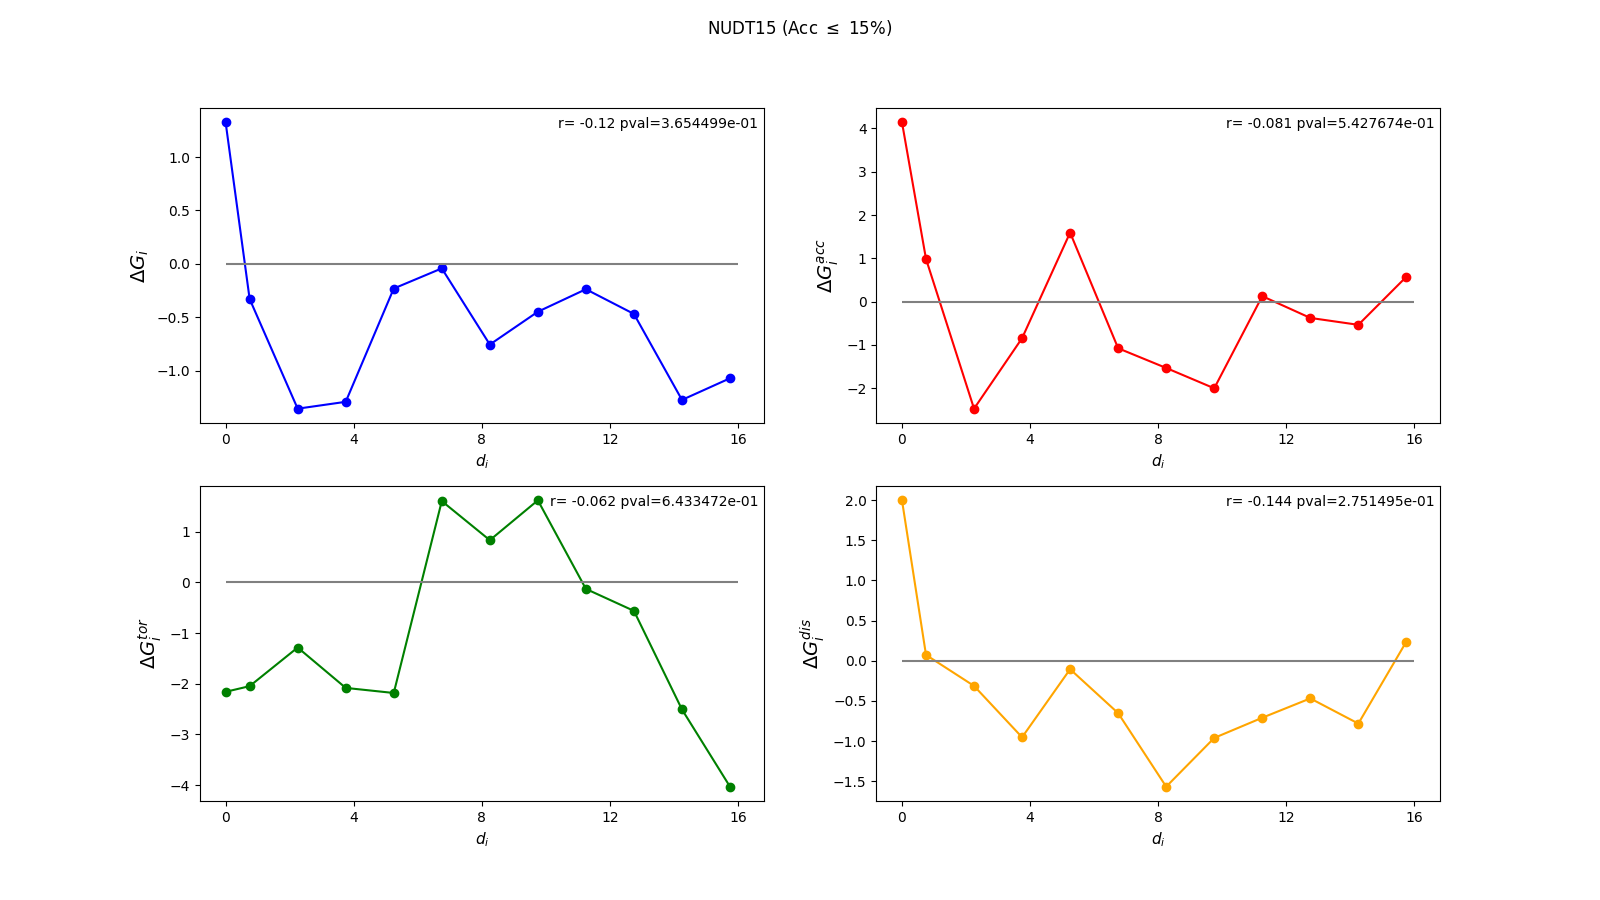 NUDT15 (Acc ≤ 15%)
r= -0.12 pval=3.654499e-01
1.0
0.5
0.0
−0.5
−1.0
ΔG_i
0 4 8 12 16
d_i
r= -0.081 pval=5.427674e-01
4
3
2
1
0
−1
−2
ΔG_i^acc
0 4 8 12 16
d_i
r= -0.062 pval=6.433472e-01
1
0
−1
−2
−3
−4
ΔG_i^tor
0 4 8 12 16
d_i
r= -0.144 pval=2.751495e-01
2.0
1.5
1.0
0.5
0.0
−0.5
−1.0
−1.5
ΔG_i^dis
0 4 8 12 16
d_i